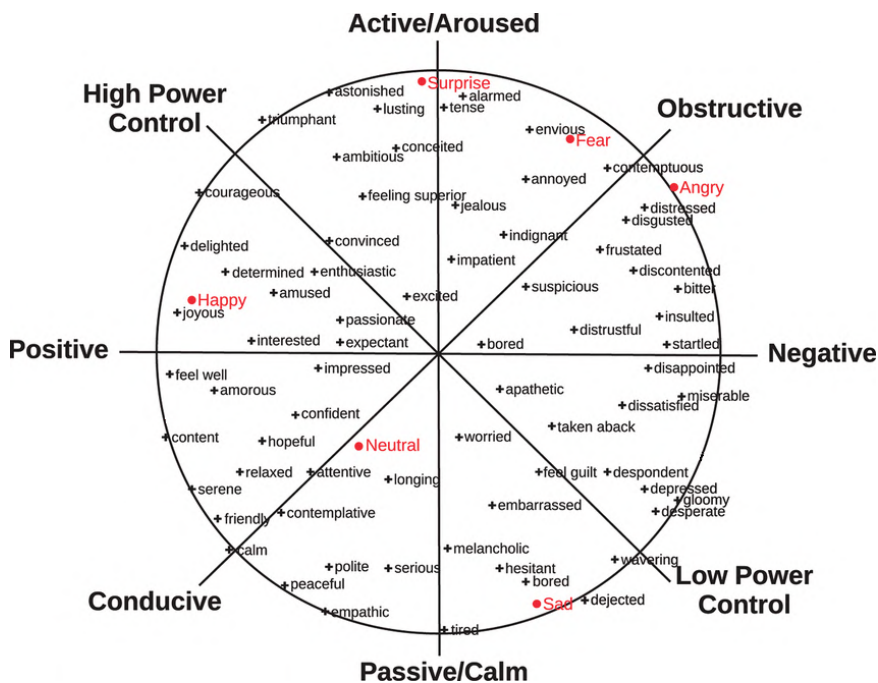 Active/Aroused
Surprise
astonished
alarmed
High Power
Control
lusting
tense
Obstructive
triumphant
envious
Fear
conceited
ambitious
contemptuous
annoyed
Angry
courageous
feeling superior
jealous
distressed
disgusted
indignant
convinced
delighted
frustated
impatient
determined
enthusiastic
discontented
suspicious
bitter
amused
excited
Happy
joyous
passionate
insulted
distrustful
interested
expectant
bored
startled
Positive
Negative
impressed
disappointed
feel well
amorous
apathetic
miserable
dissatisfied
confident
taken aback
content
hopeful
Neutral
worried
relaxed
attentive
longing
feel guilt
despondent
serene
depressed
gloomy
embarrassed
desperate
friendly
contemplative
calm
melancholic
wavering
polite
serious
hesitant
bored
Low Power
Control
peaceful
Conducive
Sad
dejected
empathic
tired
Passive/Calm